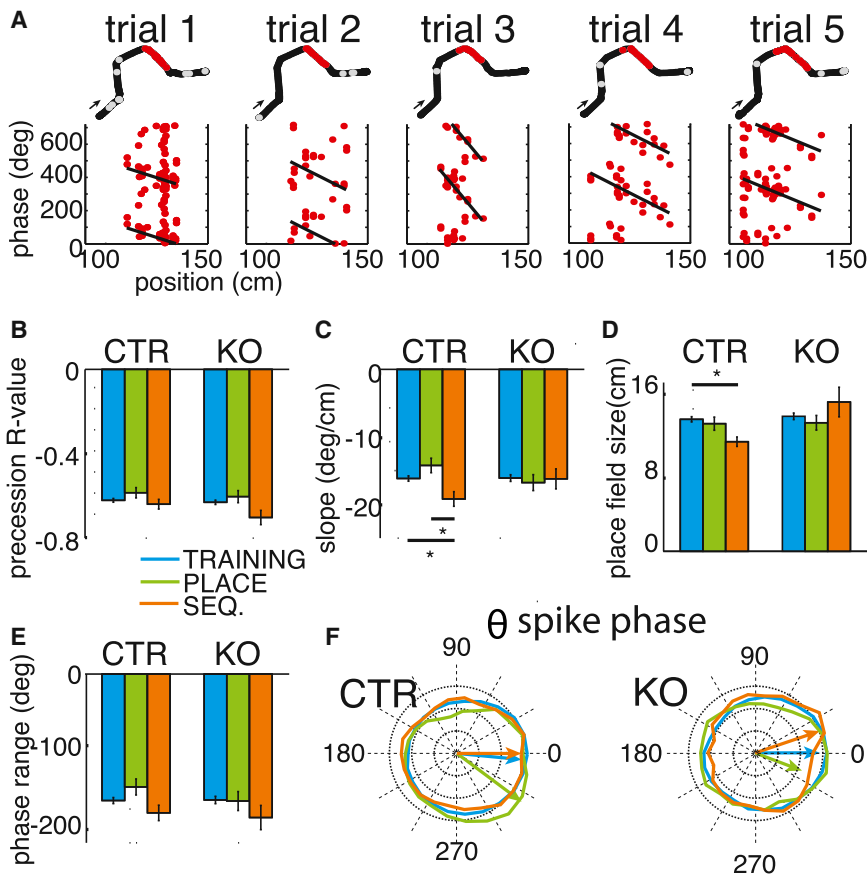 A
trial 1 trial 2 trial 3 trial 4 trial 5
phase (deg)
600
400
200
0
100 150 100 150 100 150 100 150 100 150
position (cm)
B
CTR KO
precession R-value
0
-0.4
-0.8
C
CTR KO
slope (deg/cm)
0
-10
-20
*
*
D
CTR KO
place field size(cm)
*
16
8
0
TRAINING
PLACE
SEQ.
E
CTR KO
phase range (deg)
0
-100
-200
F
θ spike phase
CTR
90
180
0
270
KO
90
180
0
270